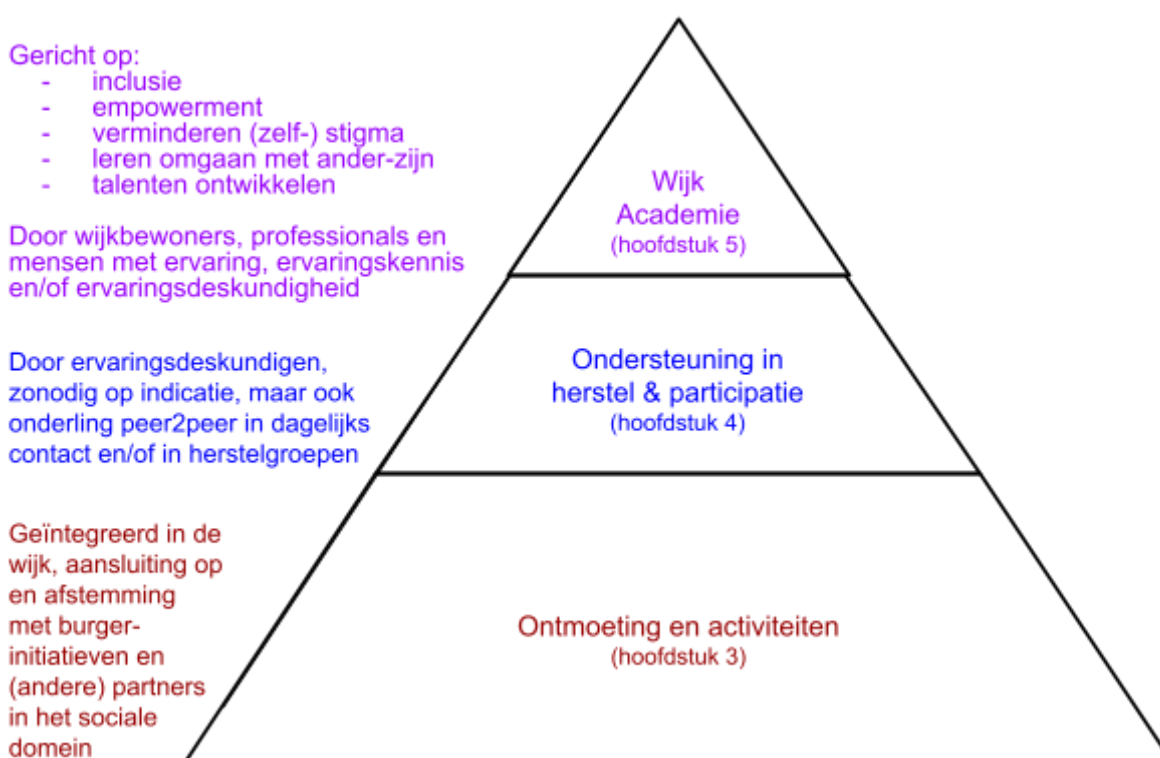 Gericht op:
- inclusie
- empowerment
- verminderen (zelf-) stigma
- leren omgaan met ander-zijn
- talenten ontwikkelen
Door wijkbewoners, professionals en
mensen met ervaring, ervaringskennis
en/of ervaringsdeskundigheid
Wijk
Academie
(hoofdstuk 5)
Door ervaringsdeskundigen,
zonodig op indicatie, maar ook
onderling peer2peer in dagelijks
contact en/of in herstelgroepen
Ondersteuning in
herstel & participatie
(hoofdstuk 4)
Geïntegreerd in de
wijk, aansluiting op
en afstemming
met burger-
initiatieven en
(andere) partners
in het sociale
domein
Ontmoeting en activiteiten
(hoofdstuk 3)